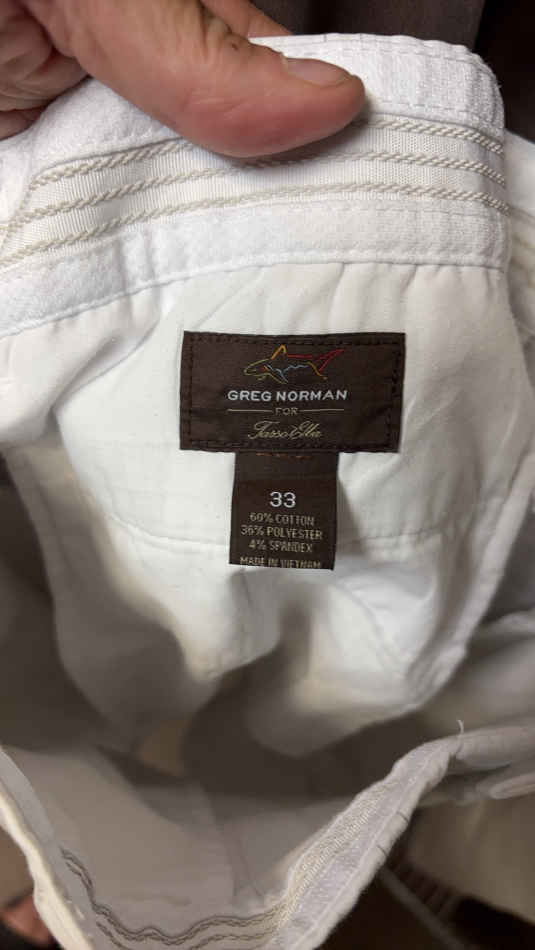 GREG NORMAN
FOR
Tasso Elba
33
60% COTTON
36% POLYESTER
4% SPANDEX
MADE IN VIETNAM